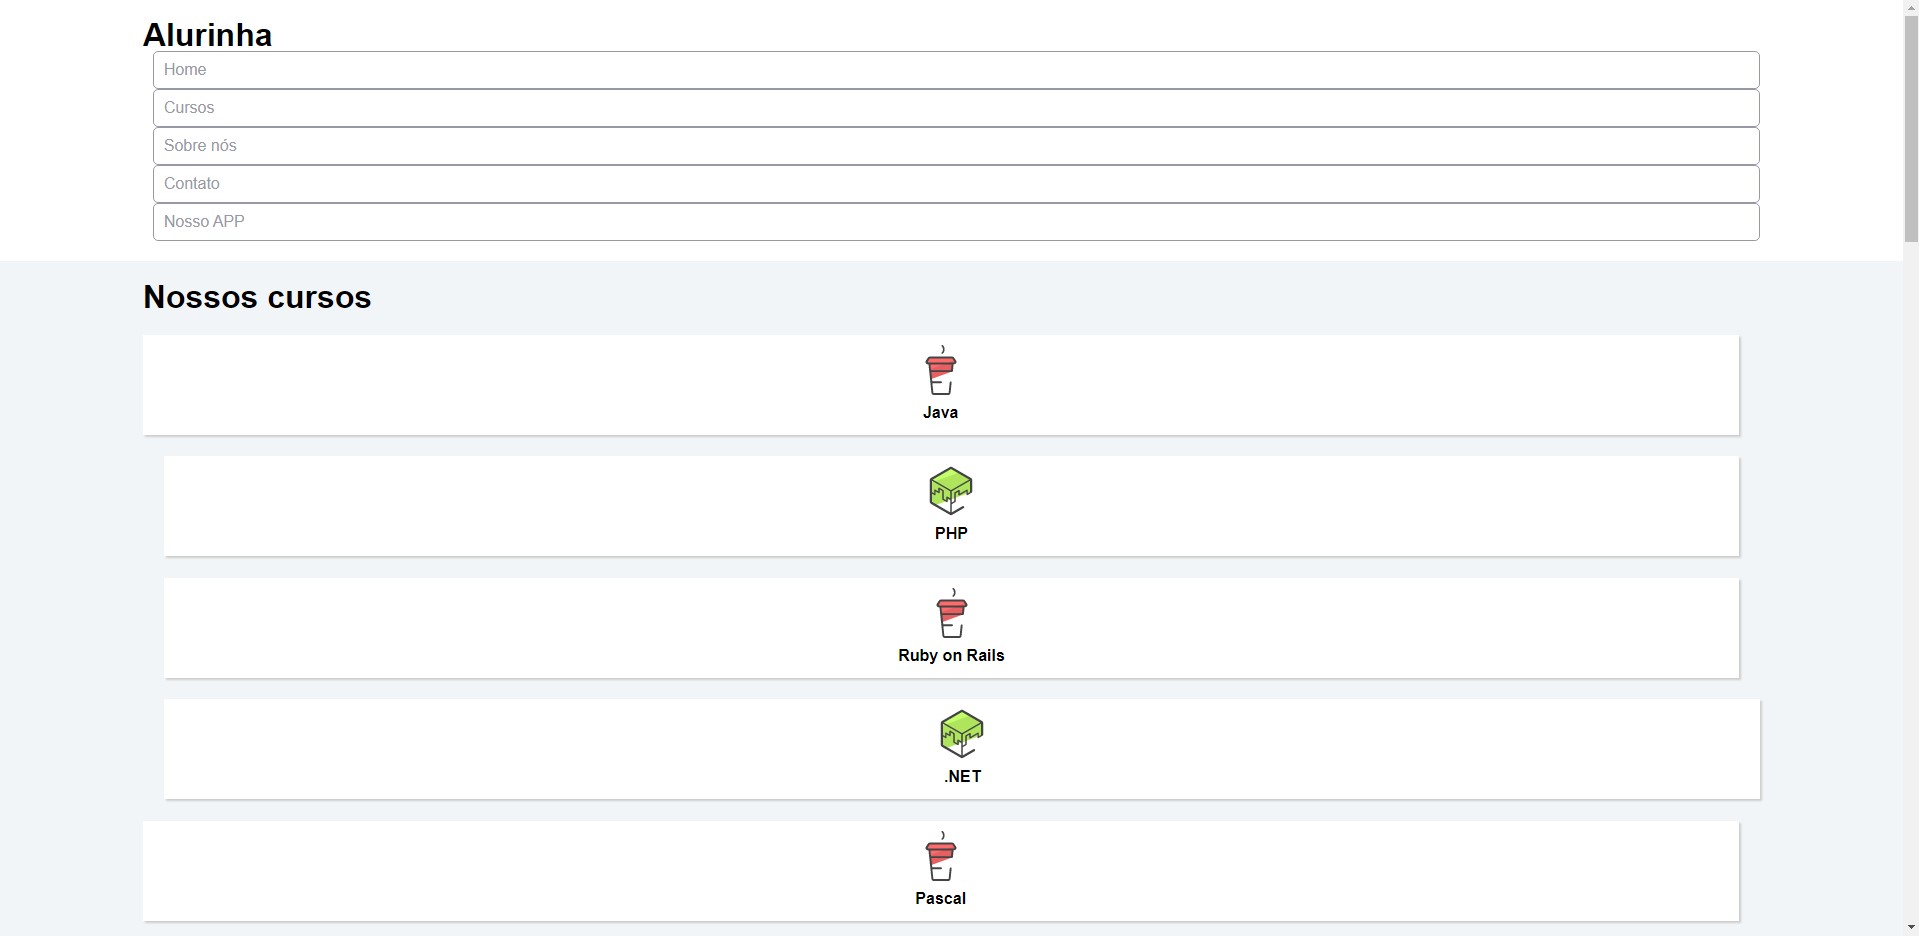 Alurinha
Home
Cursos
Sobre nós
Contato
Nosso APP
Nossos cursos
Java
PHP
Ruby on Rails
.NET
Pascal